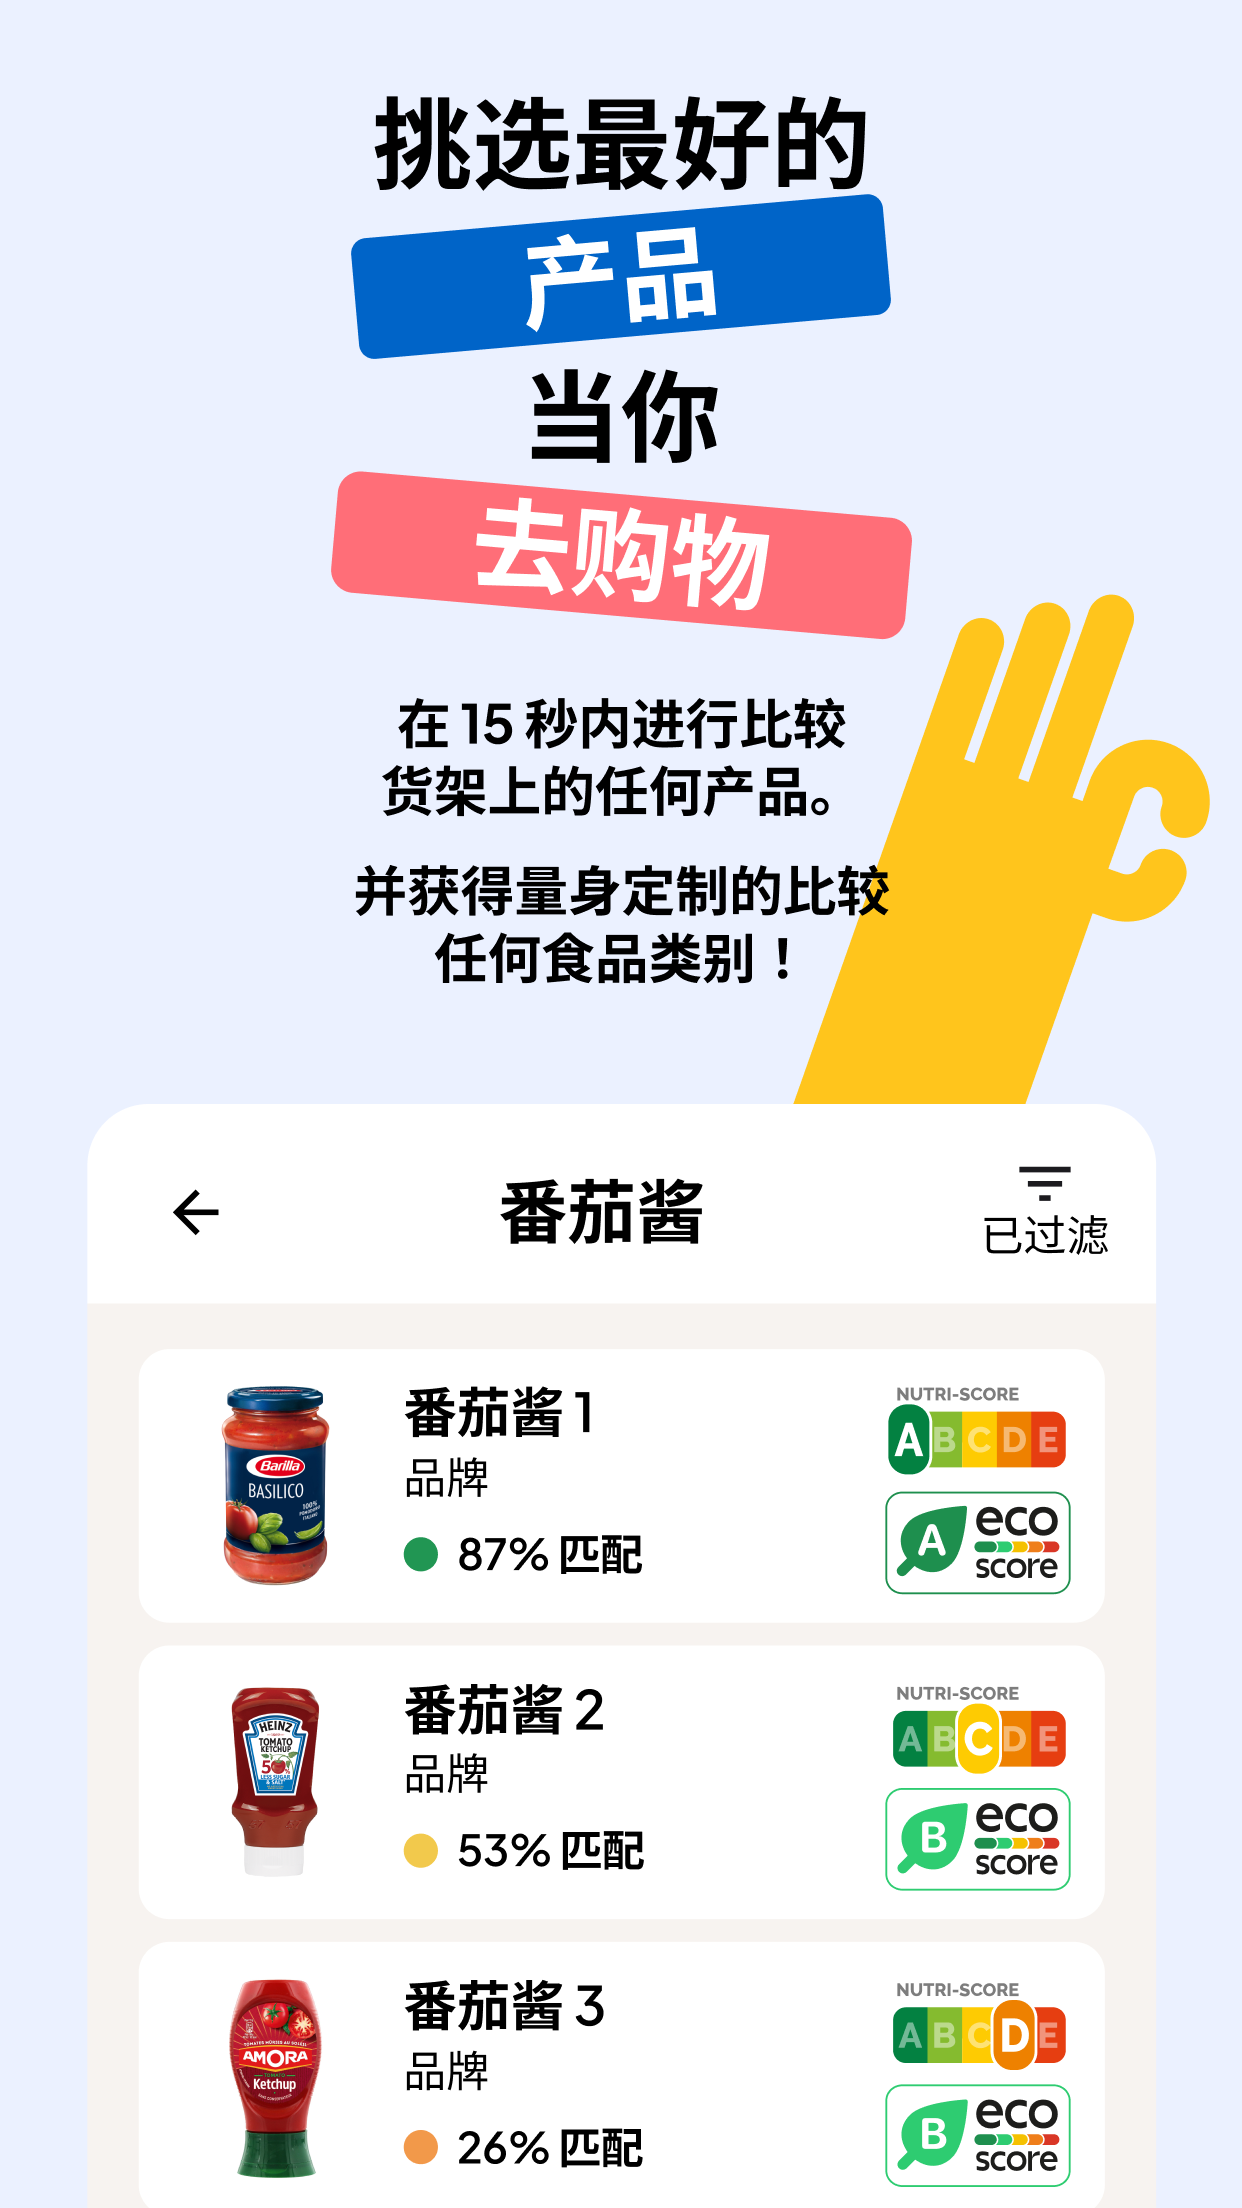 挑选最好的
产品
当你
去购物
在 15 秒内进行比较
货架上的任何产品。
并获得量身定制的比较
任何食品类别！
番茄酱
已过滤
番茄酱 1
品牌
87% 匹配
NUTRI-SCORE
A B C D E
A eco
score
Barilla
BASILICO
100%
番茄酱 2
品牌
53% 匹配
NUTRI-SCORE
A B C D E
B eco
score
HEINZ
TOMATO
KETCHUP
番茄酱 3
品牌
26% 匹配
NUTRI-SCORE
A B C D E
B eco
score
AMORA
Ketchup